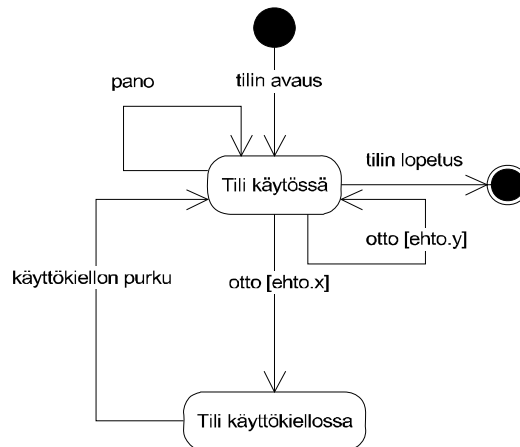 pano
tilin avaus
tilin lopetus
Tili käytössä
otto [ehto.y]
käyttökiellon purku
otto [ehto.x]
Tili käyttökiellossa